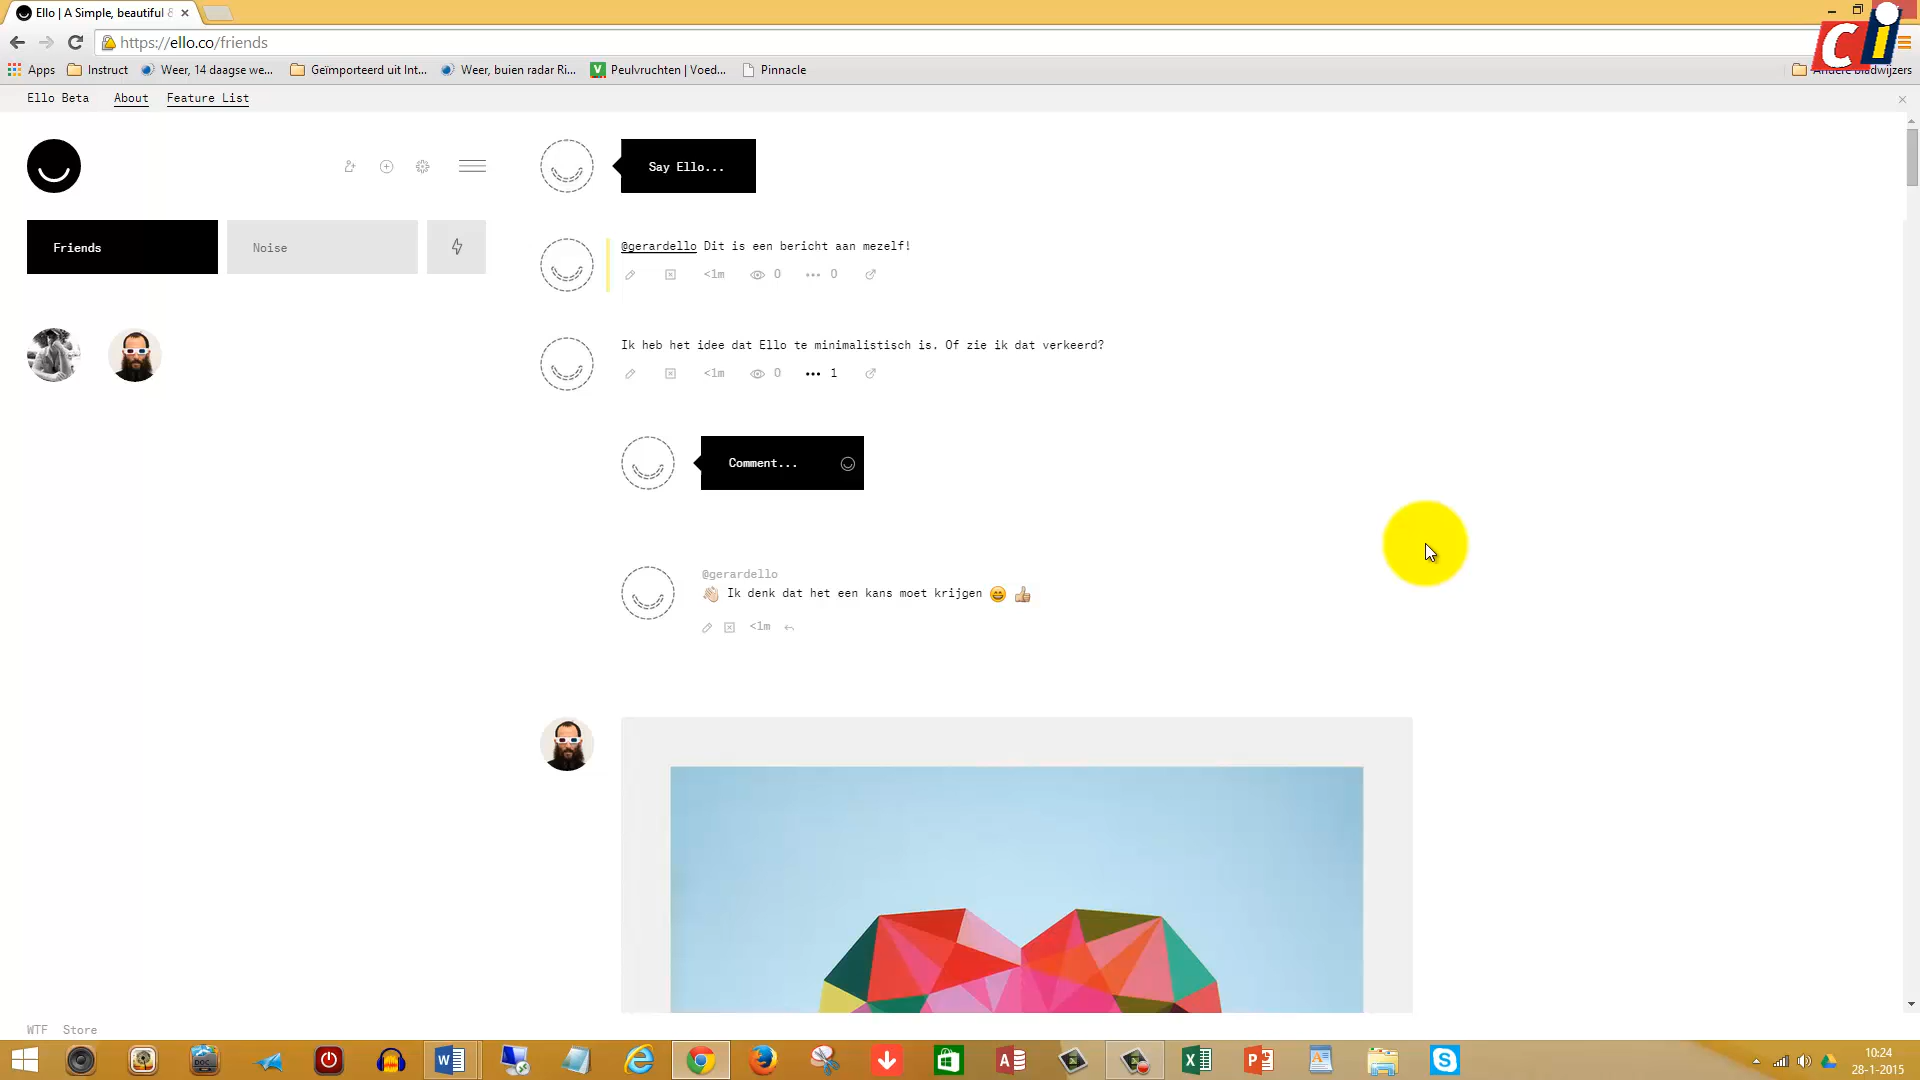 Ello | A Simple, beautiful &
https://ello.co/friends
Apps Instruct Weer, 14 daagse we... Geïmporteerd uit Int... Weer, buien radar Ri... Peulvruchten | Voed... Pinnacle Andere bladwijzers
Ello Beta About Feature List
Say Ello...
Friends Noise
@gerardello Dit is een bericht aan mezelf!
<1m 0 0
Ik heb het idee dat Ello te minimalistisch is. Of zie ik dat verkeerd?
<1m 0 1
Comment...
@gerardello
👋 Ik denk dat het een kans moet krijgen 😄 👍
<1m
WTF Store
10:24
28-1-2015